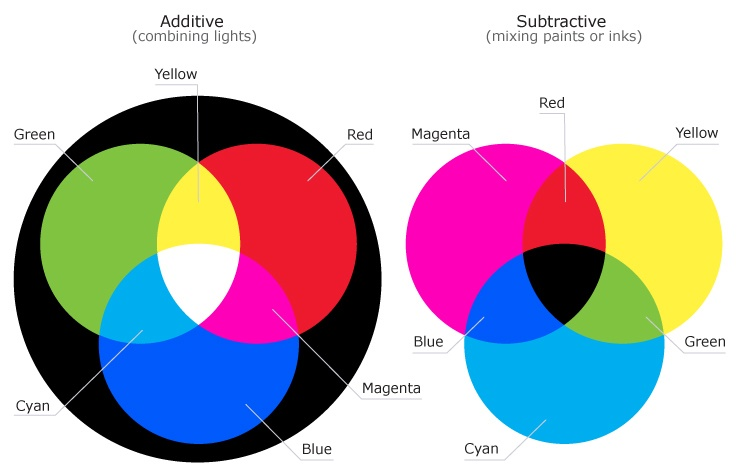 Additive
(combining lights)
Yellow
Green
Red
Cyan
Magenta
Blue
Subtractive
(mixing paints or inks)
Red
Magenta
Yellow
Blue
Green
Cyan